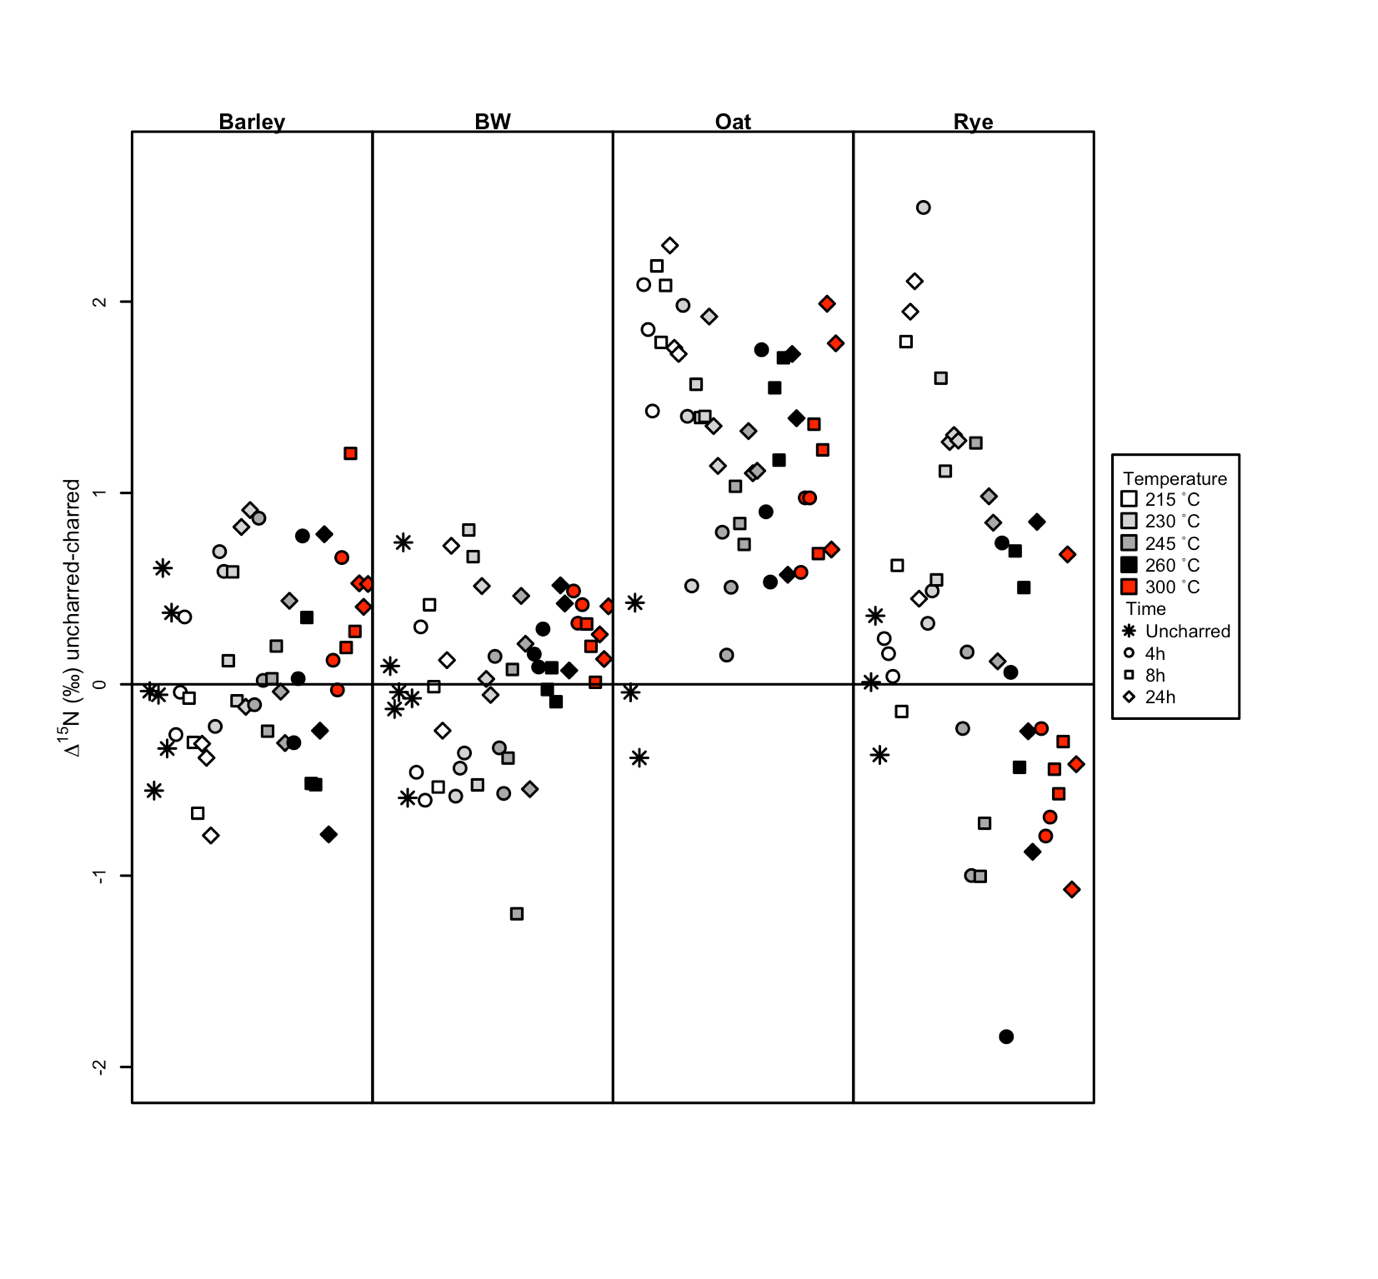 Barley BW Oat Rye
Δ15N (‰) uncharred-charred
2
1
0
-1
-2
Temperature
215 ˚C
230 ˚C
245 ˚C
260 ˚C
300 ˚C
Time
Uncharred
4h
8h
24h